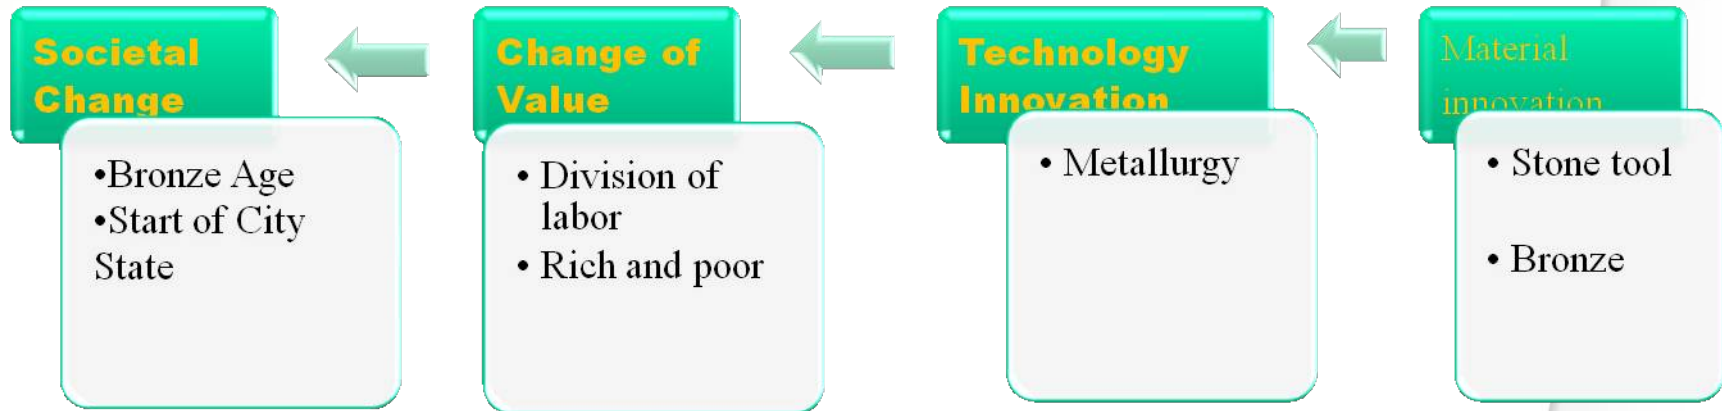 Societal
Change
•Bronze Age
•Start of City
State
Change of
Value
• Division of
labor
• Rich and poor
Technology
Innovation
• Metallurgy
Material
innovation
• Stone tool
• Bronze